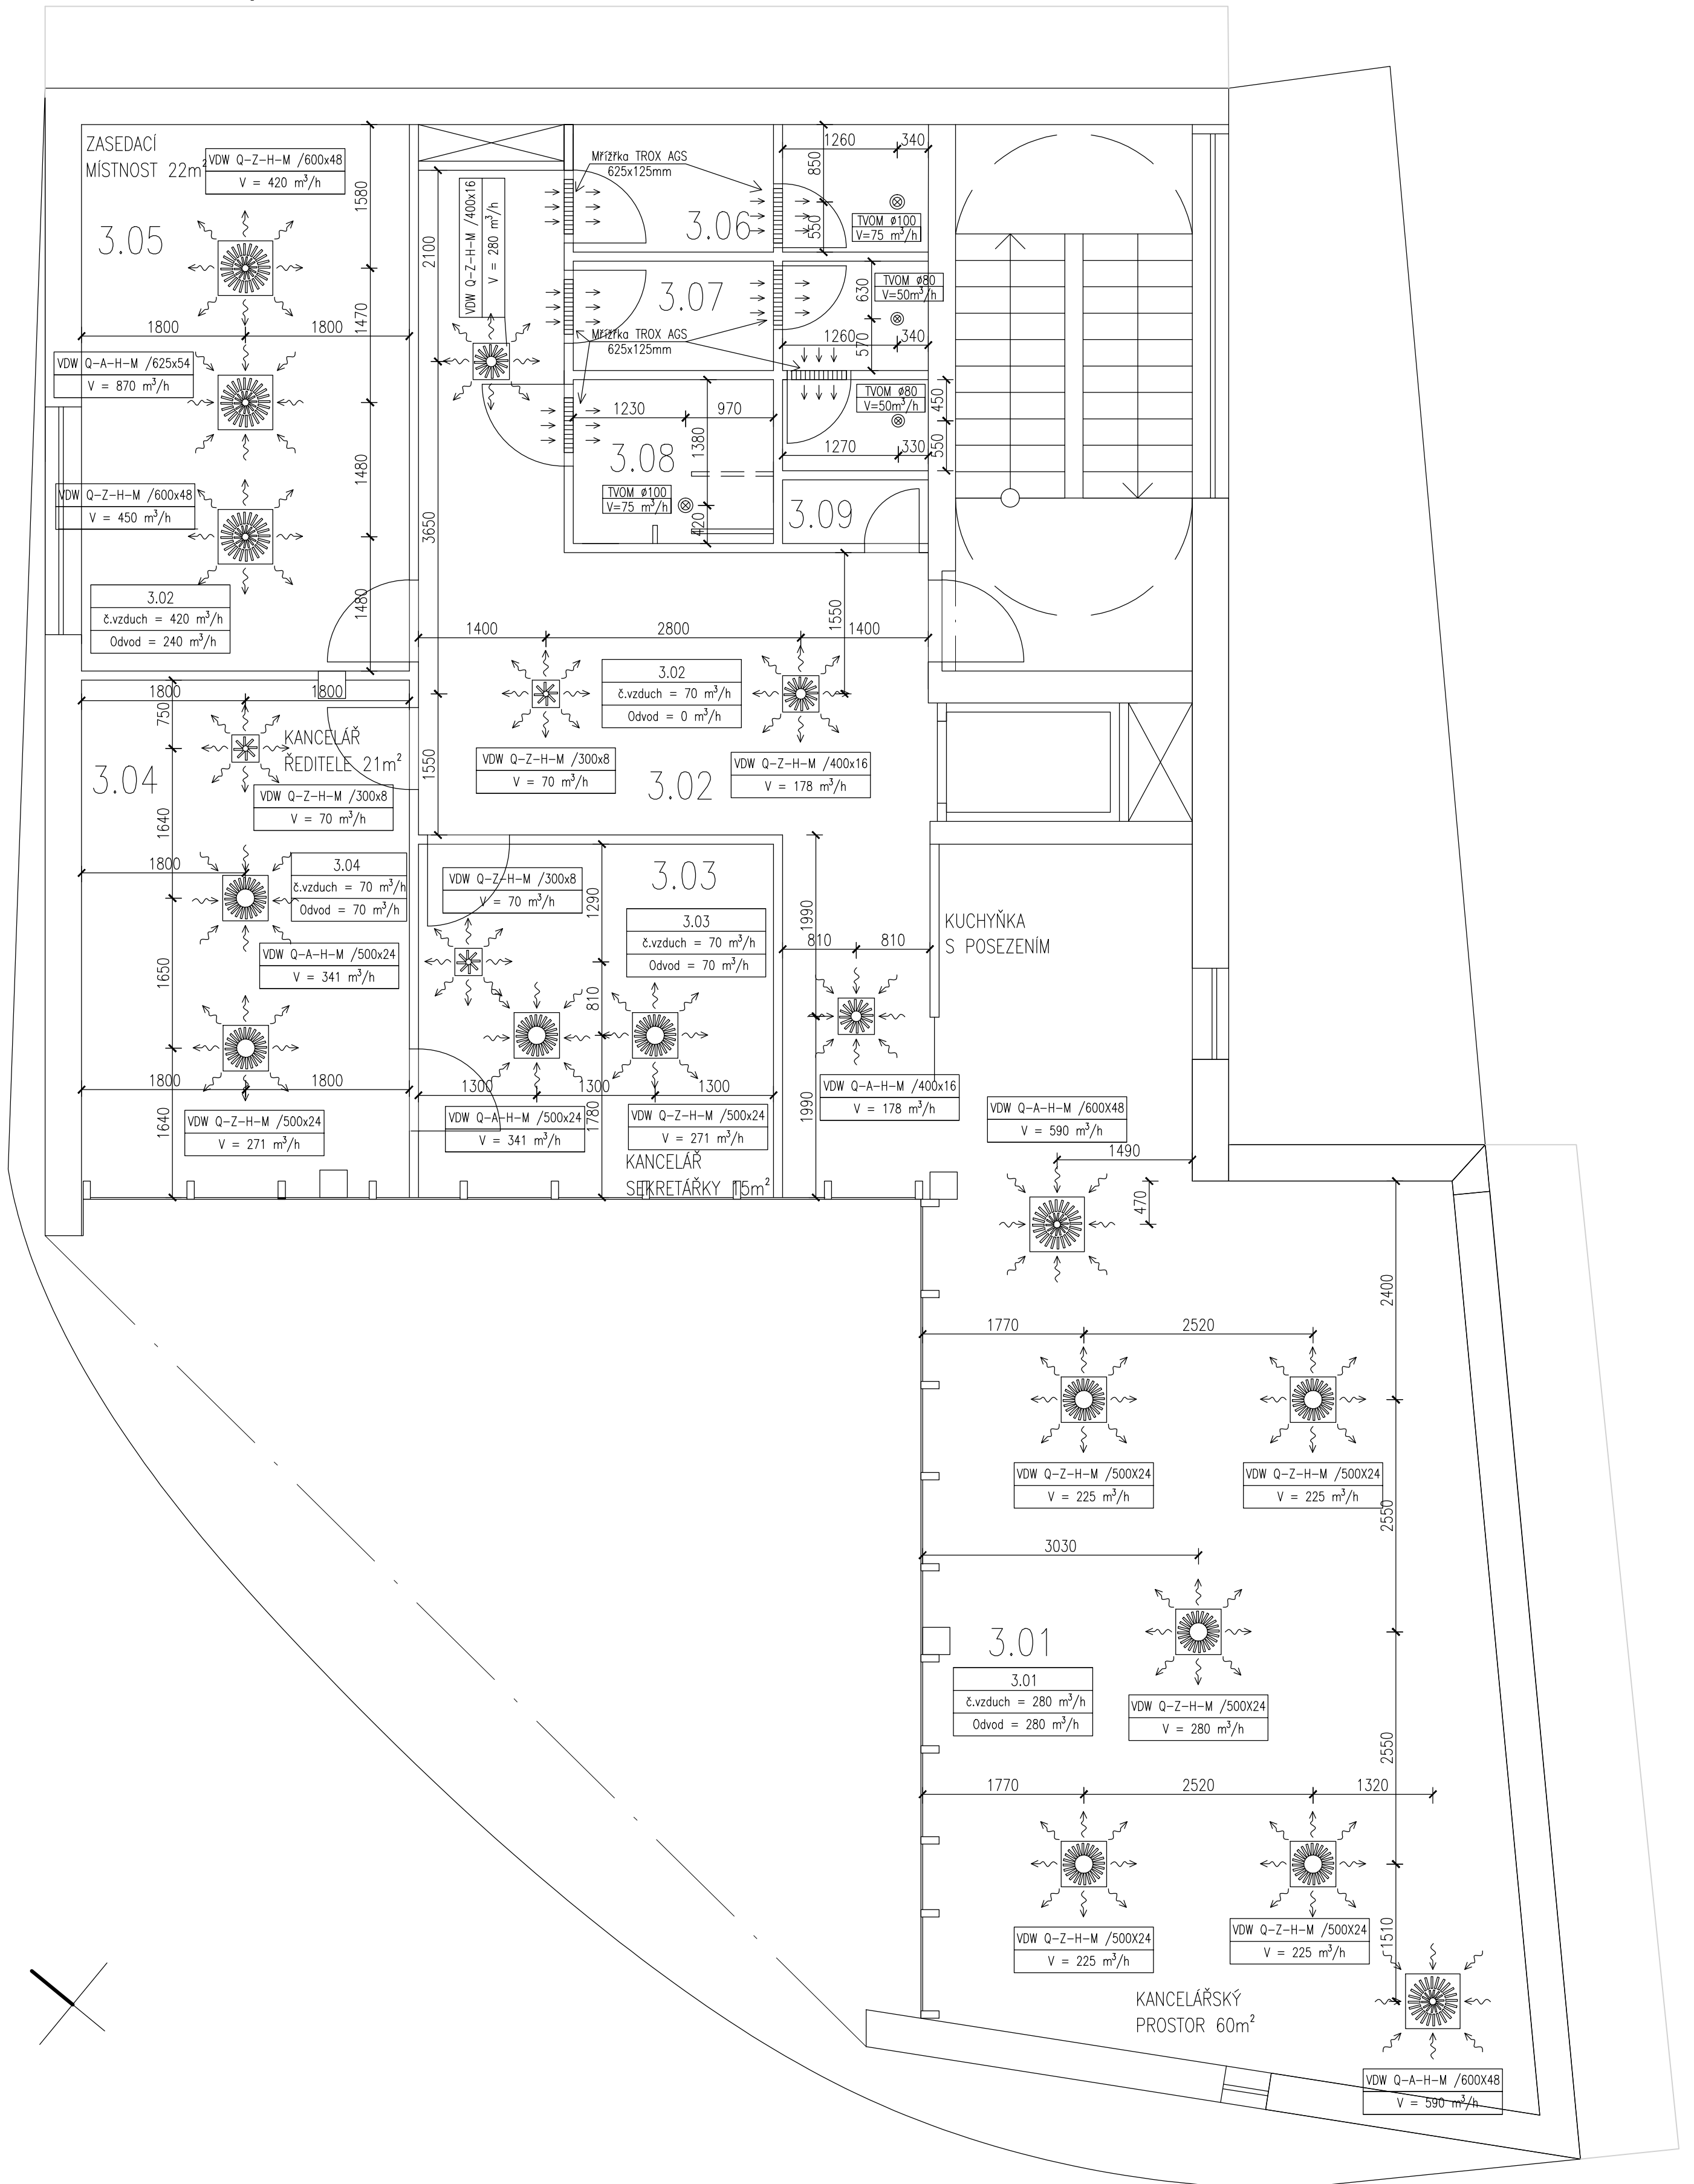 ZASEDACÍ
MÍSTNOST 22m²
VDW Q-Z-H-M /600x48
V = 420 m³/h
3.05
1580
1470
1480
1480
1800
1800
VDW Q-A-H-M /625x54
V = 870 m³/h
VDW Q-Z-H-M /600x48
V = 450 m³/h
3.02
č.vzduch = 420 m³/h
Odvod = 240 m³/h
2100
3650
1550
VDW Q-Z-H-M /400x16
V = 280 m³/h
Mřížka TROX AGS
625x125mm
3.06
1260
340
850
550
TVOM ø100
V=75 m³/h
3.07
TVOM ø80
V=50m³/h
630
570
Mřížka TROX AGS
625x125mm
1260
340
TVOM ø80
V=50m³/h
450
550
1270
330
1230
970
1380
420
3.08
TVOM ø100
V=75 m³/h
3.09
1550
1400
2800
1400
3.02
č.vzduch = 70 m³/h
Odvod = 0 m³/h
VDW Q-Z-H-M /300x8
V = 70 m³/h
3.02
VDW Q-Z-H-M /400x16
V = 178 m³/h
1800
1800
750
1640
1650
1640
KANCELÁŘ
ŘEDITELE 21m²
3.04
VDW Q-Z-H-M /300x8
V = 70 m³/h
1800
3.04
č.vzduch = 70 m³/h
Odvod = 70 m³/h
VDW Q-A-H-M /500x24
V = 341 m³/h
1800
1800
VDW Q-Z-H-M /500x24
V = 271 m³/h
VDW Q-Z-H-M /300x8
V = 70 m³/h
1290
810
1780
3.03
3.03
č.vzduch = 70 m³/h
Odvod = 70 m³/h
1300
1300
1300
VDW Q-A-H-M /500x24
V = 341 m³/h
VDW Q-Z-H-M /500x24
V = 271 m³/h
KANCELÁŘ
SEKRETÁŘKY 15m²
1990
1990
810
810
KUCHYŇKA
S POSEZENÍM
VDW Q-A-H-M /400x16
V = 178 m³/h
VDW Q-A-H-M /600X48
V = 590 m³/h
1490
470
2400
2550
2550
1510
1770
2520
VDW Q-Z-H-M /500X24
V = 225 m³/h
VDW Q-Z-H-M /500X24
V = 225 m³/h
3030
3.01
3.01
č.vzduch = 280 m³/h
Odvod = 280 m³/h
VDW Q-Z-H-M /500X24
V = 280 m³/h
1770
2520
1320
VDW Q-Z-H-M /500X24
V = 225 m³/h
VDW Q-Z-H-M /500X24
V = 225 m³/h
KANCELÁŘSKÝ
PROSTOR 60m²
VDW Q-A-H-M /600X48
V = 590 m³/h